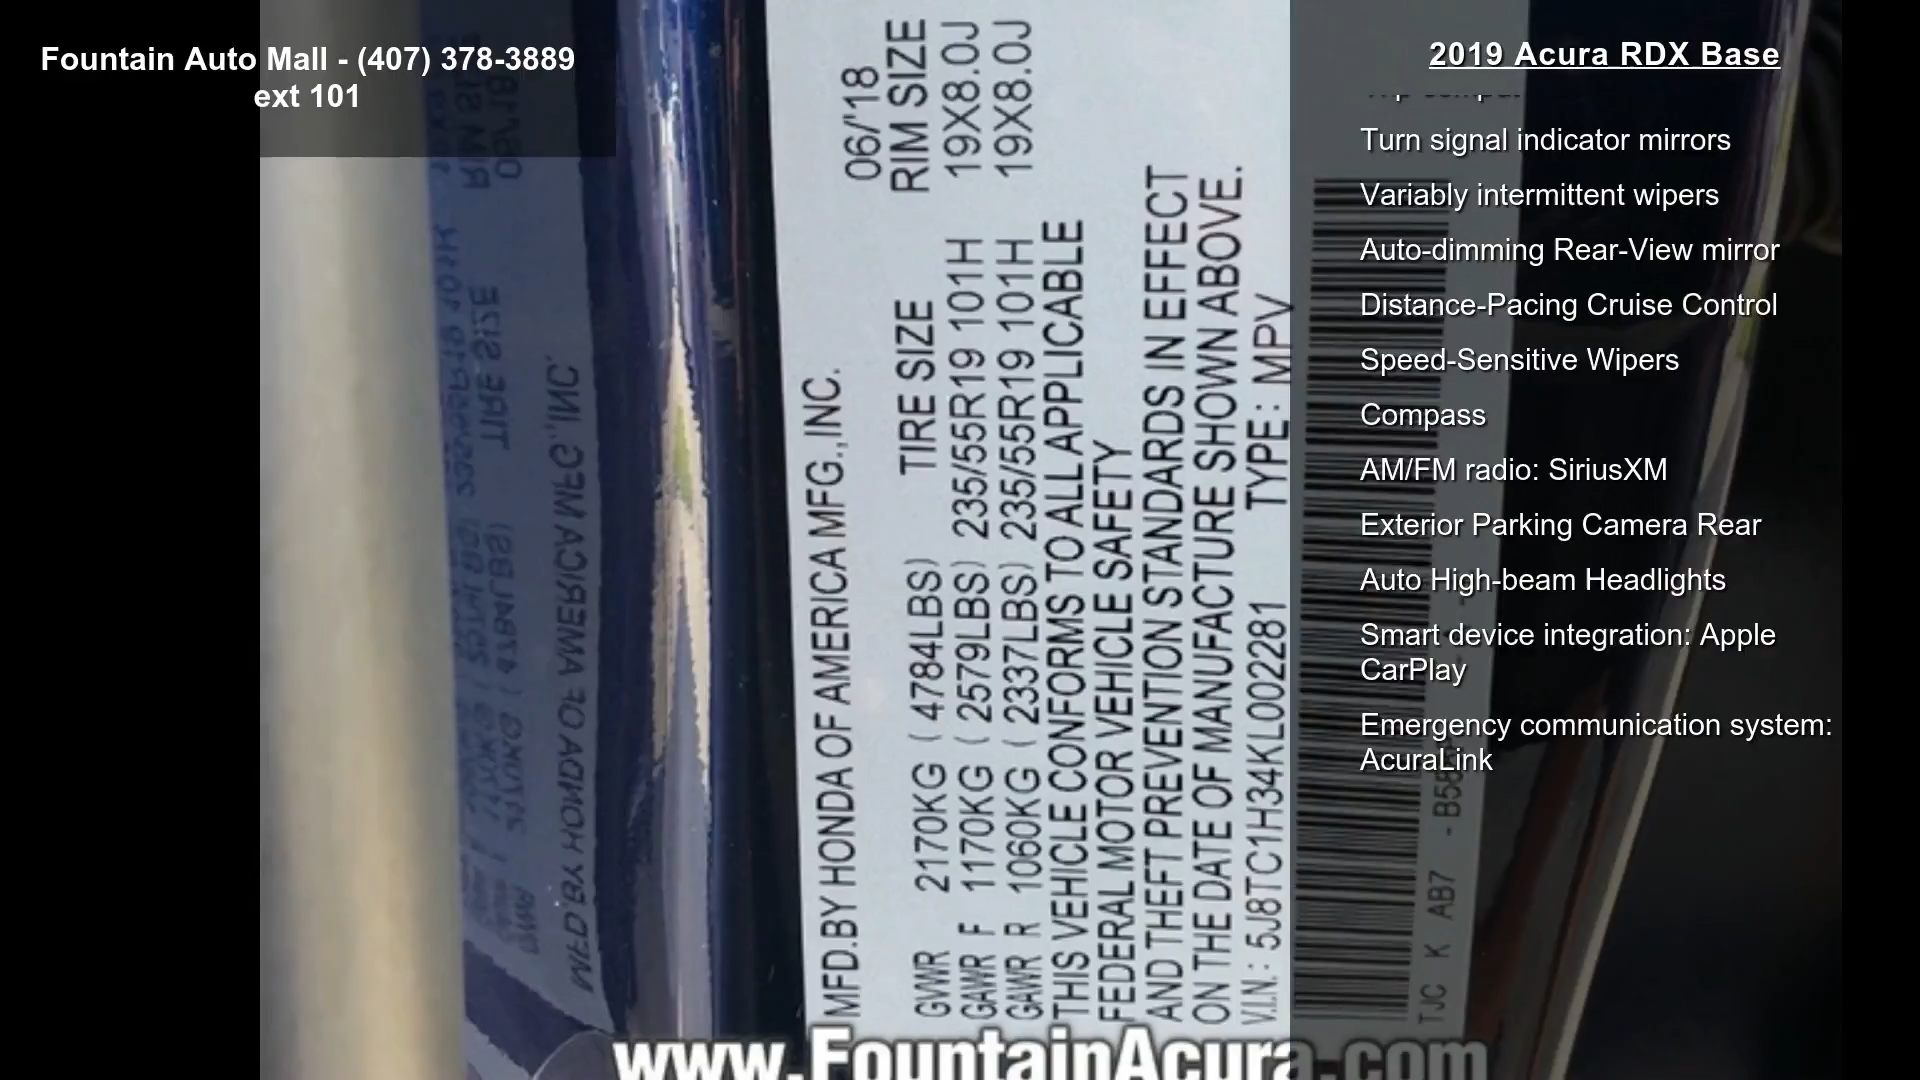 Fountain Auto Mall - (407) 378-3889
ext 101
2019 Acura RDX Base
Turn signal indicator mirrors
Variably intermittent wipers
Auto-dimming Rear-View mirror
Distance-Pacing Cruise Control
Speed-Sensitive Wipers
Compass
AM/FM radio: SiriusXM
Exterior Parking Camera Rear
Auto High-beam Headlights
Smart device integration: Apple
CarPlay
Emergency communication system:
AcuraLink
MFD.BY HONDA OF AMERICA MFG.,INC.
06/'18
TIRE SIZE RIM SIZE
GVWR 2170KG ( 4784LBS)
GAWR F 1170KG ( 2579LBS) 235/55R19 101H 19X8.0J
GAWR R 1060KG ( 2337LBS) 235/55R19 101H 19X8.0J
THIS VEHICLE CONFORMS TO ALL APPLICABLE
FEDERAL MOTOR VEHICLE SAFETY
AND THEFT PREVENTION STANDARDS IN EFFECT
ON THE DATE OF MANUFACTURE SHOWN ABOVE.
V.I.N.: 5J8TC1H34KL002281 TYPE: MPV
TJC K AB7
www.FountainAcura.com